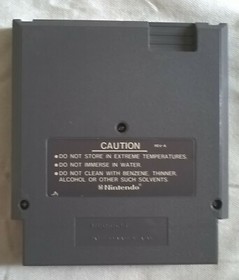 CAUTION
REV-A
●DO NOT STORE IN EXTREME TEMPERATURES.
●DO NOT IMMERSE IN WATER.
●DO NOT CLEAN WITH BENZENE, THINNER,
ALCOHOL OR OTHER SUCH SOLVENTS.
Nintendo